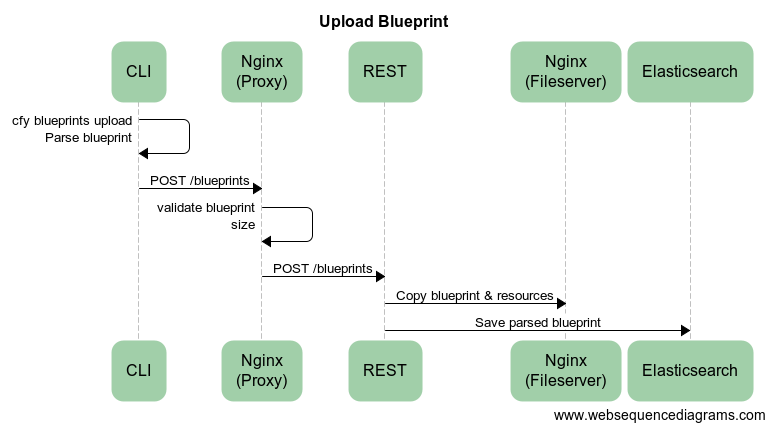 Upload Blueprint
CLI
Nginx
(Proxy)
REST
Nginx
(Fileserver)
Elasticsearch
cfy blueprints upload
Parse blueprint
POST /blueprints
validate blueprint
size
POST /blueprints
Copy blueprint & resources
Save parsed blueprint
CLI
Nginx
(Proxy)
REST
Nginx
(Fileserver)
Elasticsearch
www.websequencediagrams.com